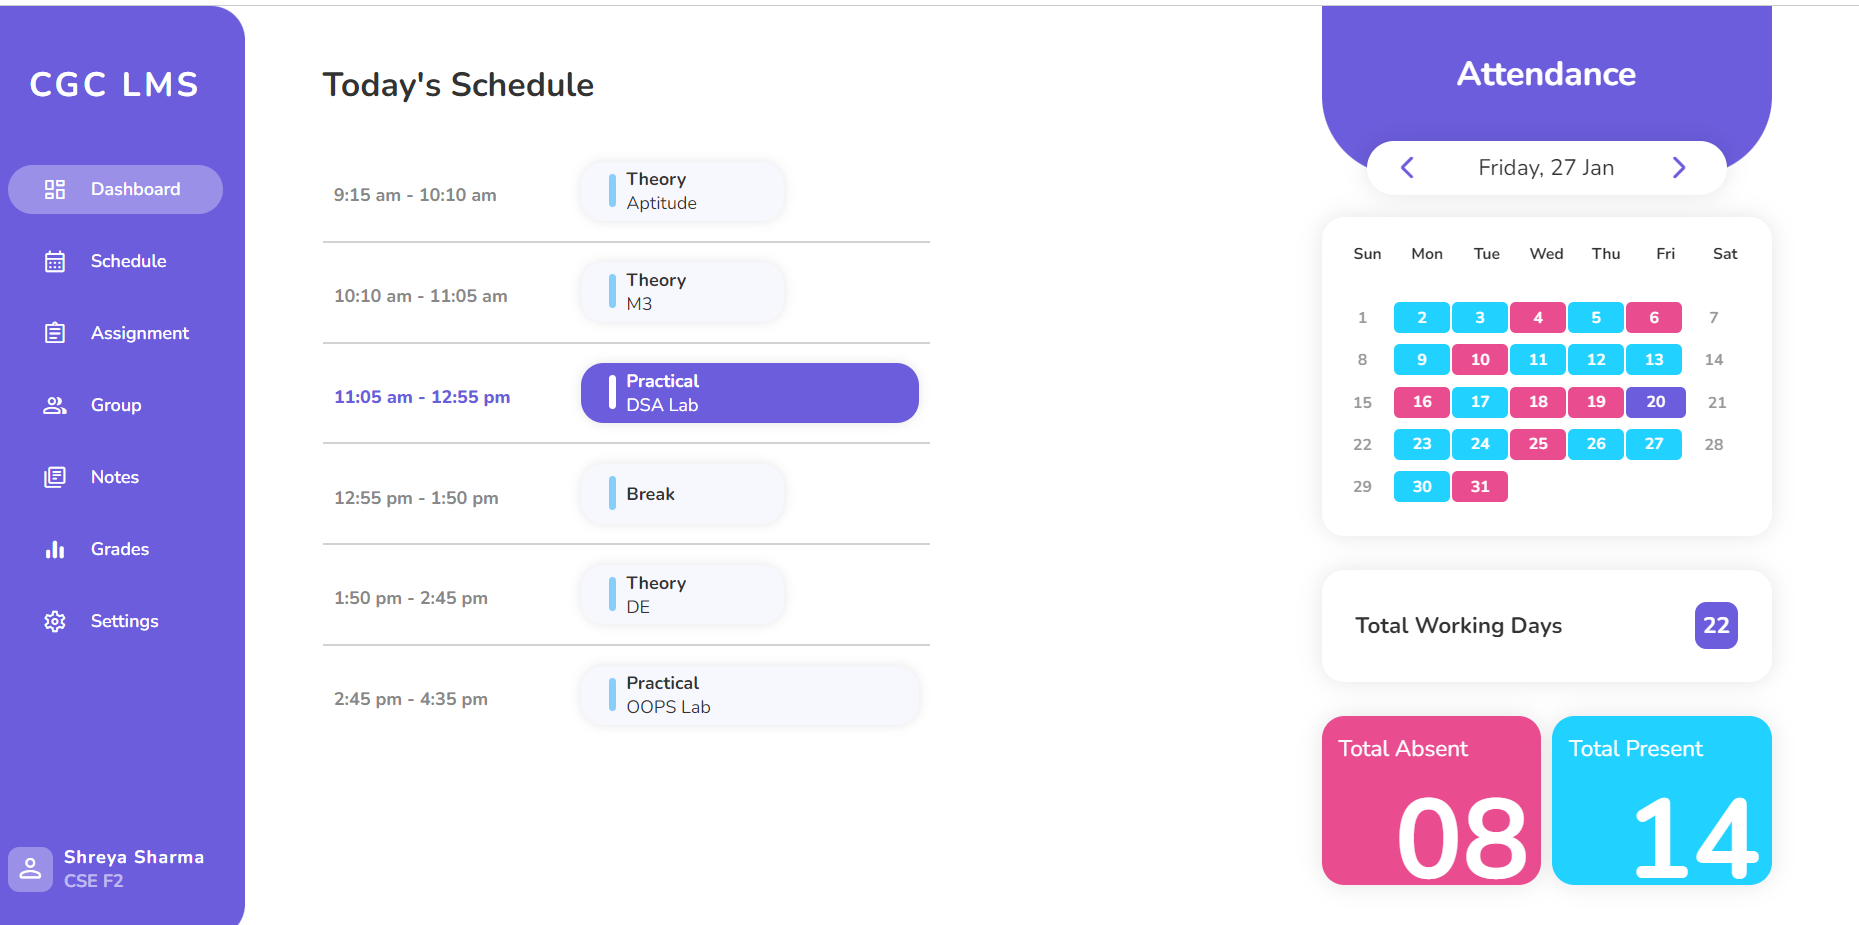 CGC LMS
Dashboard
Schedule
Assignment
Group
Notes
Grades
Settings
Shreya Sharma
CSE F2
Today's Schedule
9:15 am - 10:10 am
Theory
Aptitude
10:10 am - 11:05 am
Theory
M3
11:05 am - 12:55 pm
Practical
DSA Lab
12:55 pm - 1:50 pm
Break
1:50 pm - 2:45 pm
Theory
DE
2:45 pm - 4:35 pm
Practical
OOPS Lab
Attendance
Friday, 27 Jan
Sun Mon Tue Wed Thu Fri Sat
1 2 3 4 5 6 7
8 9 10 11 12 13 14
15 16 17 18 19 20 21
22 23 24 25 26 27 28
29 30 31
Total Working Days 22
Total Absent
08
Total Present
14